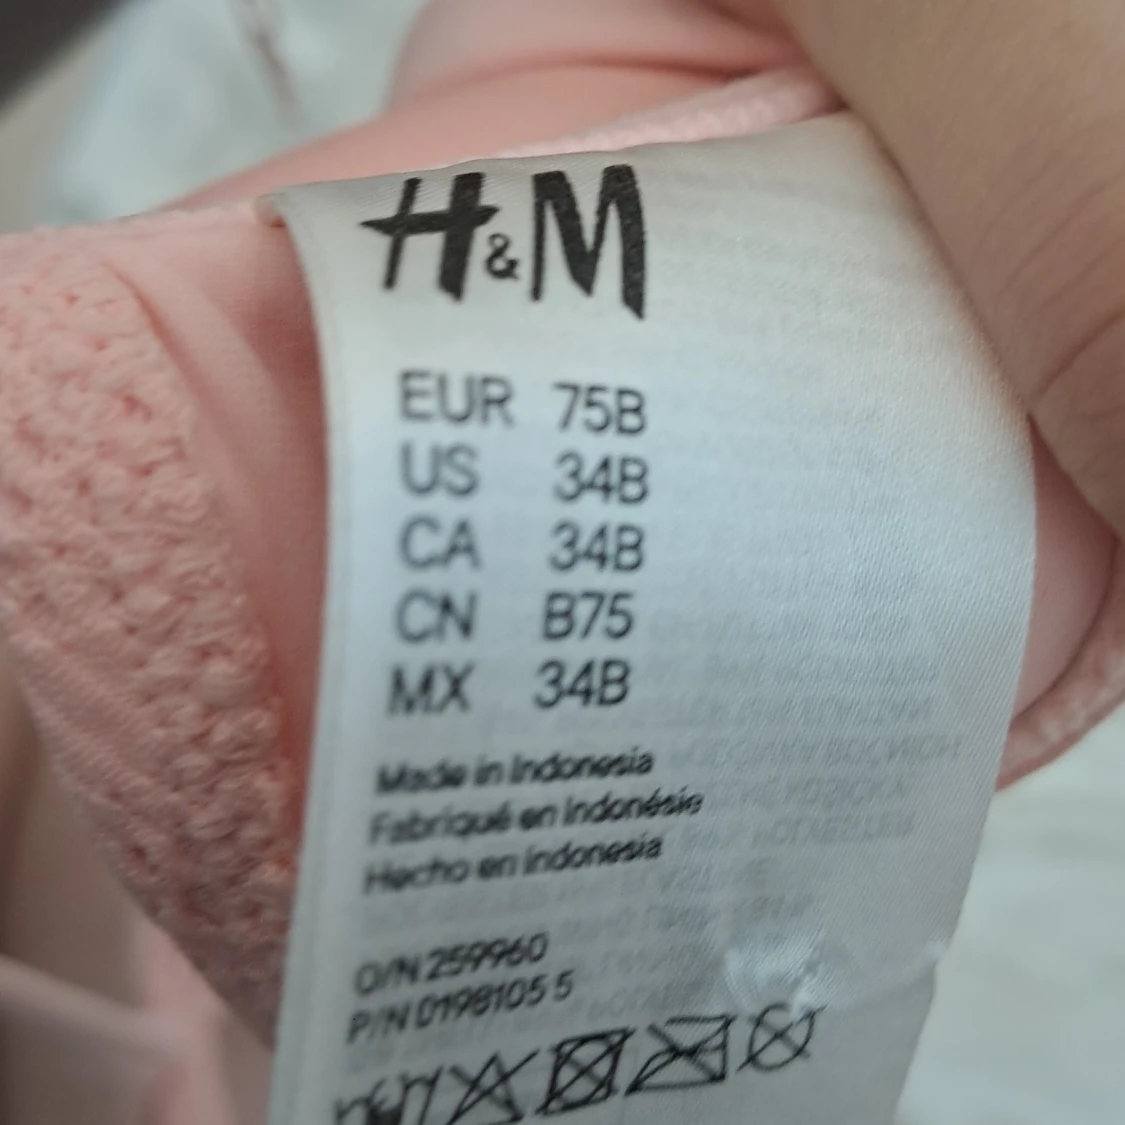 H&M
EUR 75B
US 34B
CA 34B
CN B75
MX 34B
Made in Indonesia
Fabriqué en Indonésie
Hecho en Indonesia
O/N 259960
P/N 0198105 5